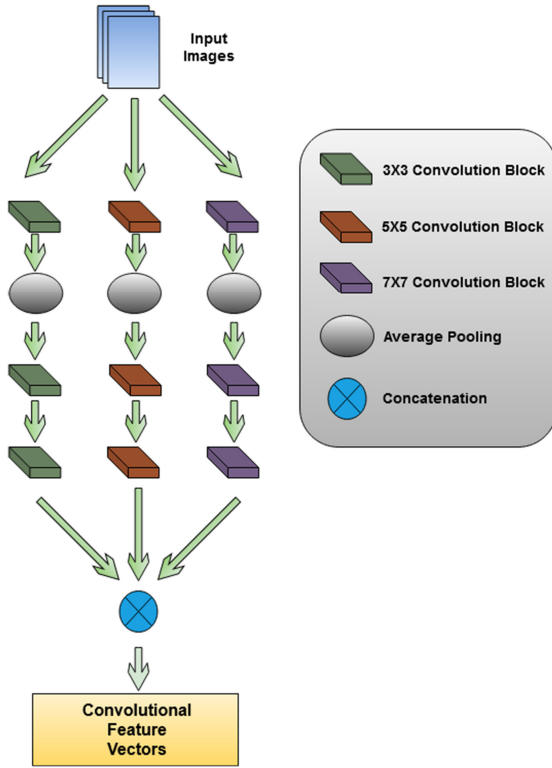 Input
Images
3X3 Convolution Block
5X5 Convolution Block
7X7 Convolution Block
Average Pooling
Concatenation
Convolutional
Feature
Vectors